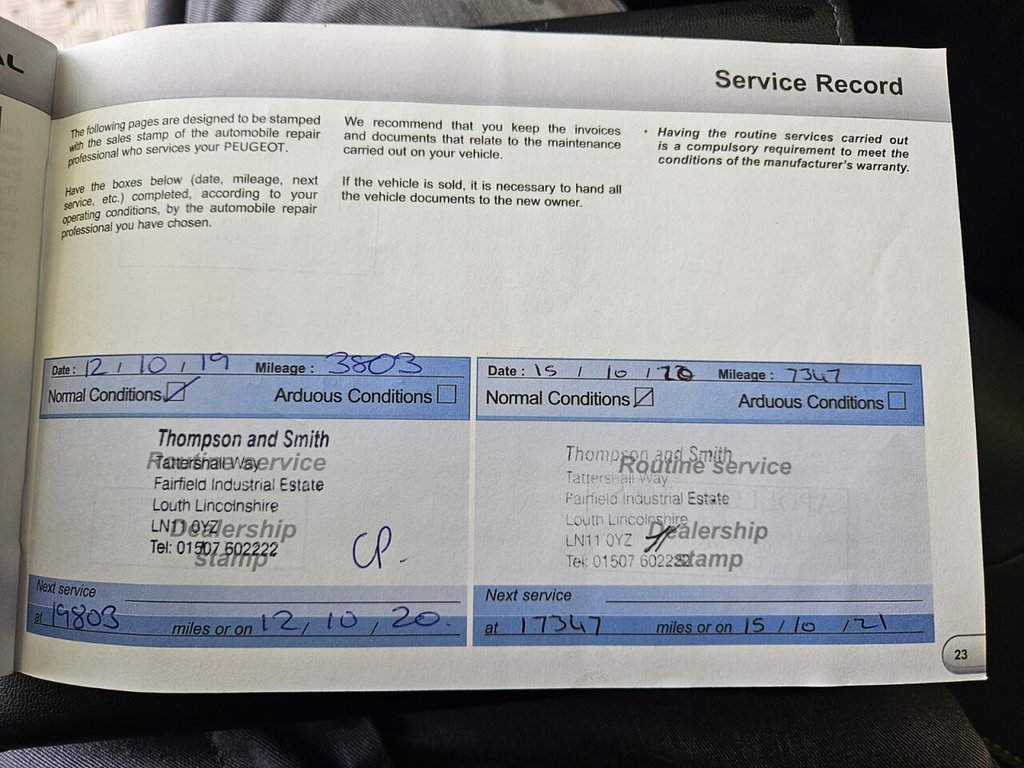 AL
Service Record
The following pages are designed to be stamped
with the sales stamp of the automobile repair
professional who services your PEUGEOT.
Have the boxes below (date, mileage, next
service, etc.) completed, according to your
operating conditions, by the automobile repair
professional you have chosen.
We recommend that you keep the invoices
and documents that relate to the maintenance
carried out on your vehicle.
If the vehicle is sold, it is necessary to hand all
the vehicle documents to the new owner.
• Having the routine services carried out
is a compulsory requirement to meet the
conditions of the manufacturer's warranty.
Date : 12 / 10 / 19 Mileage : 3803
Normal Conditions Arduous Conditions
Routine service
Dealership
stamp
Thompson and Smith
Tattershall Way
Fairfield Industrial Estate
Louth Lincolnshire
LN11 0YZ
Tel: 01507 602222
CP.
Next service
at 19803 miles or on 12 / 10 / 20.
Date : 15 / 10 / 20 Mileage : 7347
Normal Conditions Arduous Conditions
Routine service
Dealership
stamp
Thompson and Smith
Tattershall Way
Fairfield Industrial Estate
Louth Lincolnshire
LN11 0YZ
Tel: 01507 602222
Next service
at 17347 miles or on 15 / 10 / 21
23